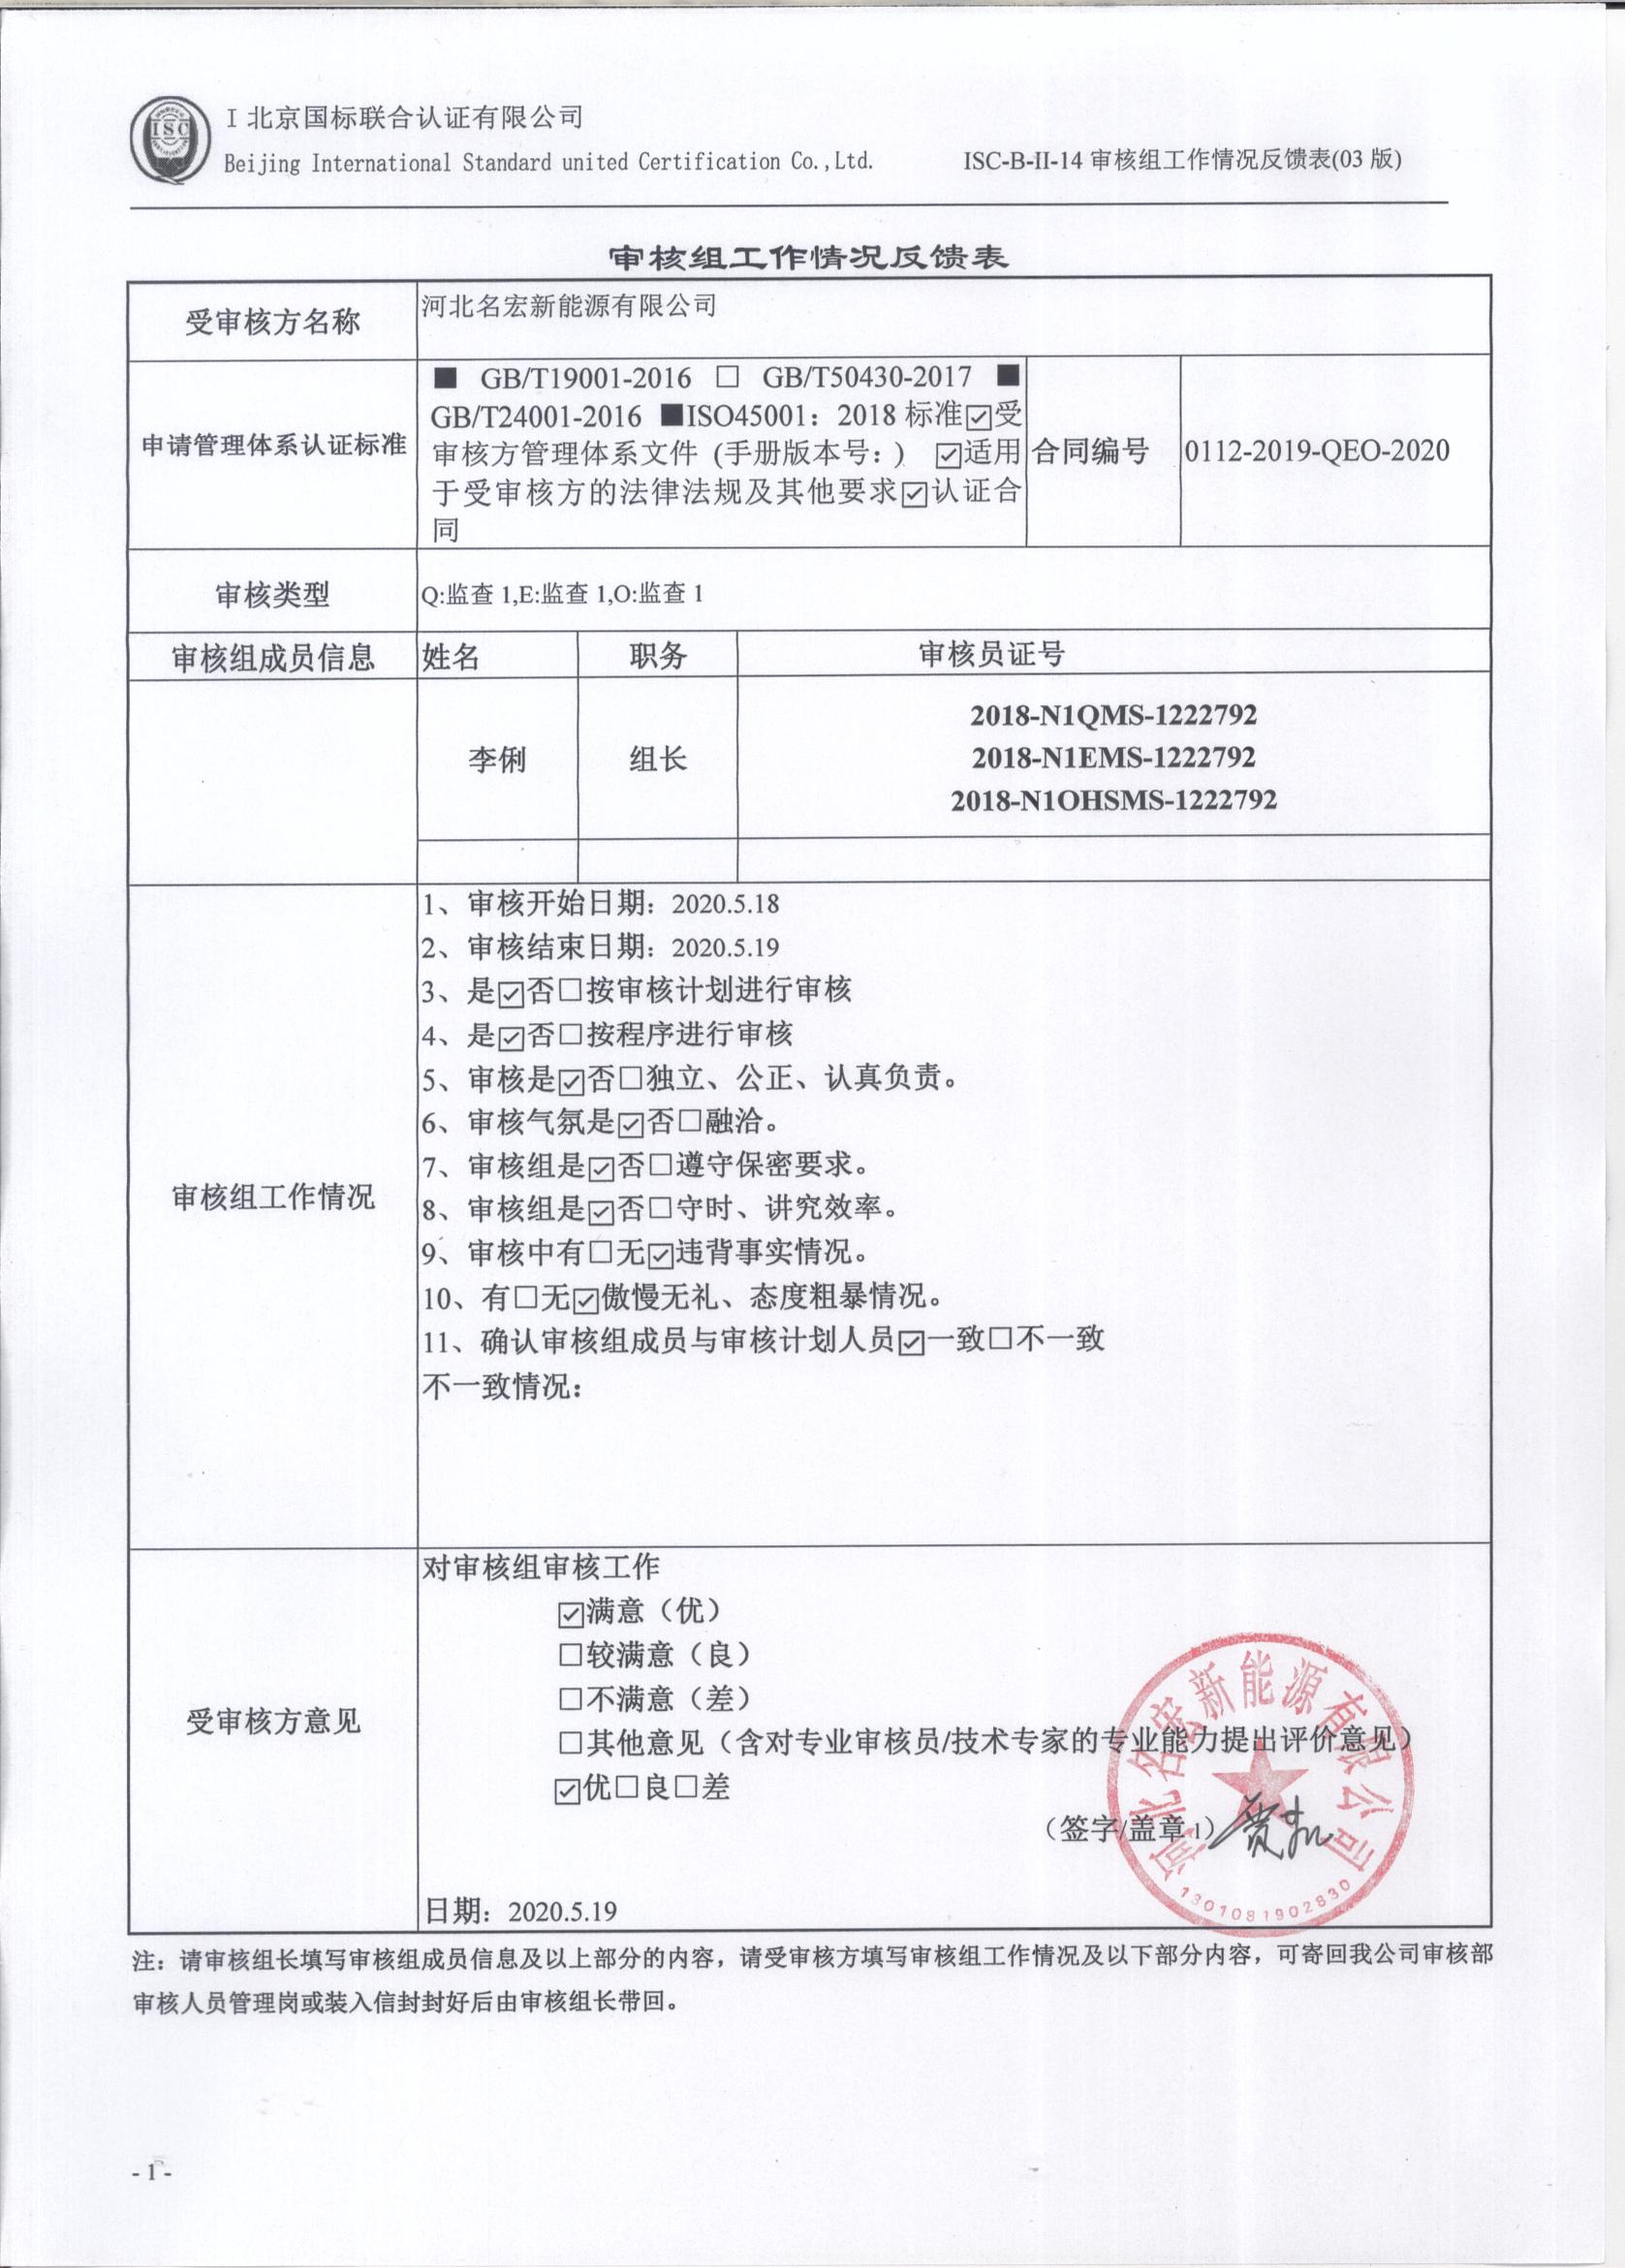 ISC
I 北京国标联合认证有限公司
Beijing International Standard united Certification Co.,Ltd.
ISC-B-II-14 审核组工作情况反馈表(03 版)
审核组工作情况反馈表
受审核方名称
河北名宏新能源有限公司
申请管理体系认证标准
■ GB/T19001-2016 □ GB/T50430-2017 ■
GB/T24001-2016 ■ISO45001：2018 标准☑受
审核方管理体系文件 (手册版本号：) ☑适用
于受审核方的法律法规及其他要求☑认证合
同
合同编号
0112-2019-QEO-2020
审核类型
Q:监查 1,E:监查 1,O:监查 1
审核组成员信息
姓名
职务
审核员证号
李俐
组长
2018-N1QMS-1222792
2018-N1EMS-1222792
2018-N1OHSMS-1222792
审核组工作情况
1、审核开始日期：2020.5.18
2、审核结束日期：2020.5.19
3、是☑否□按审核计划进行审核
4、是☑否□按程序进行审核
5、审核是☑否□独立、公正、认真负责。
6、审核气氛是☑否□融洽。
7、审核组是☑否□遵守保密要求。
8、审核组是☑否□守时、讲究效率。
9、审核中有□无☑违背事实情况。
10、有□无☑傲慢无礼、态度粗暴情况。
11、确认审核组成员与审核计划人员☑一致□不一致
不一致情况：
受审核方意见
对审核组审核工作
☑满意（优）
□较满意（良）
□不满意（差）
□其他意见（含对专业审核员/技术专家的专业能力提出评价意见）
☑优□良□差
（签字/盖章 1）
河北名宏新能源有限公司
1301081902830
日期：2020.5.19
注：请审核组长填写审核组成员信息及以上部分的内容，请受审核方填写审核组工作情况及以下部分内容，可寄回我公司审核部
审核人员管理岗或装入信封封好后由审核组长带回。
- 1 -